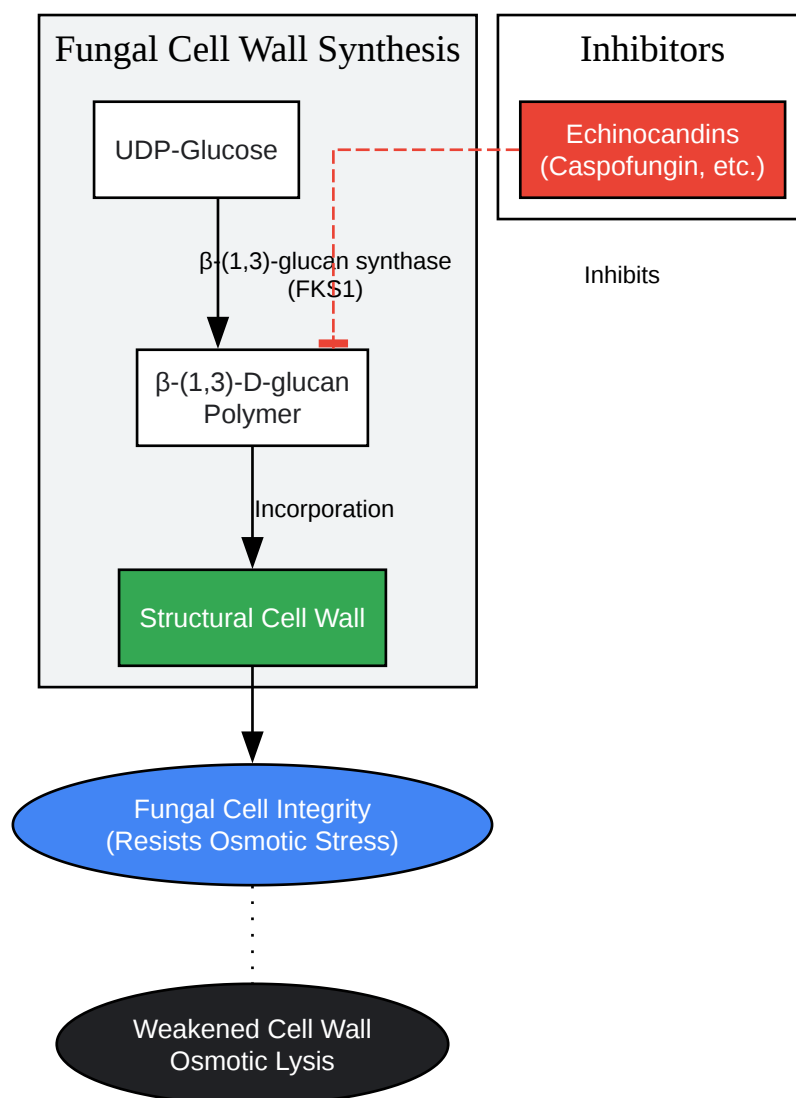 Fungal Cell Wall Synthesis
Inhibitors
UDP-Glucose
Echinocandins
(Caspofungin, etc.)
β-(1,3)-glucan synthase
(FKS1)
Inhibits
β-(1,3)-D-glucan
Polymer
Incorporation
Structural Cell Wall
Fungal Cell Integrity
(Resists Osmotic Stress)
Weakened Cell Wall
Osmotic Lysis